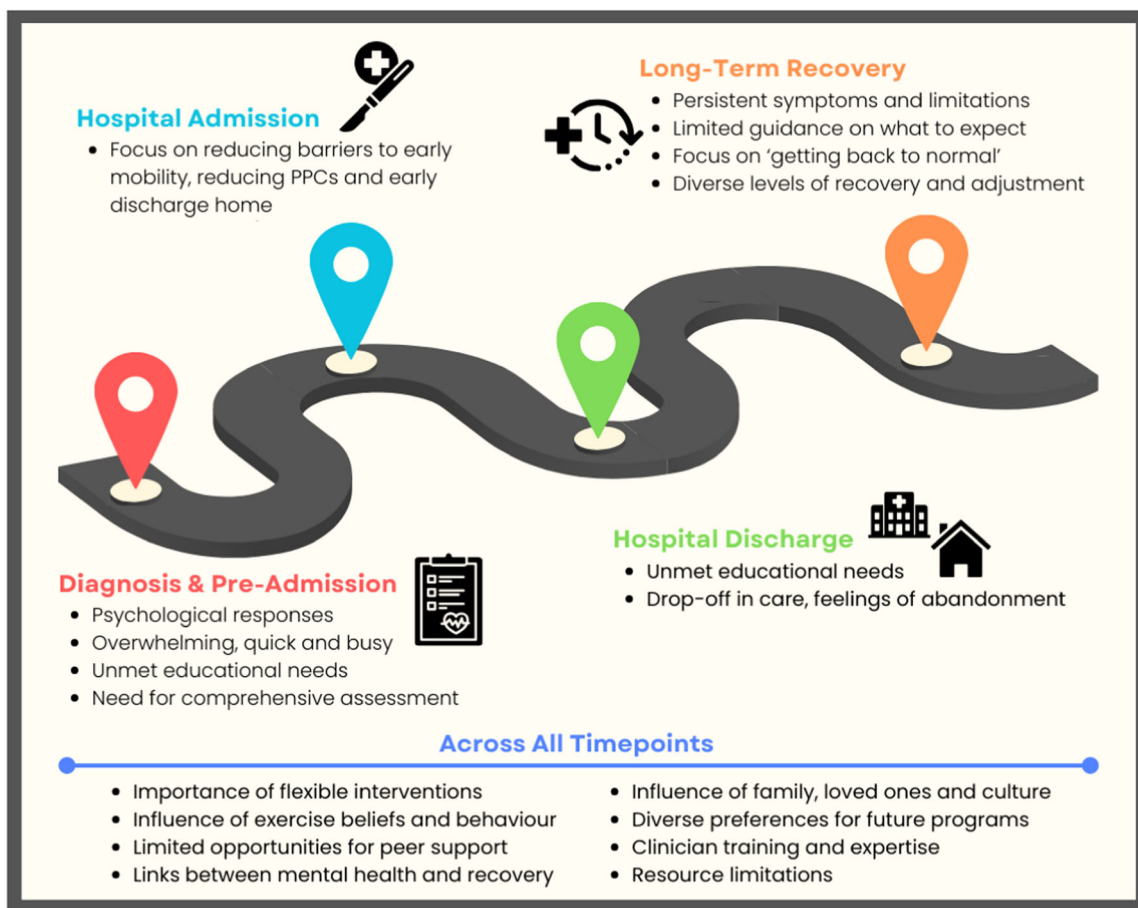 Hospital Admission
• Focus on reducing barriers to early
mobility, reducing PPCs and early
discharge home
Long-Term Recovery
• Persistent symptoms and limitations
• Limited guidance on what to expect
• Focus on ‘getting back to normal’
• Diverse levels of recovery and adjustment
Diagnosis & Pre-Admission
• Psychological responses
• Overwhelming, quick and busy
• Unmet educational needs
• Need for comprehensive assessment
Hospital Discharge
• Unmet educational needs
• Drop-off in care, feelings of abandonment
Across All Timepoints
• Importance of flexible interventions
• Influence of exercise beliefs and behaviour
• Limited opportunities for peer support
• Links between mental health and recovery
• Influence of family, loved ones and culture
• Diverse preferences for future programs
• Clinician training and expertise
• Resource limitations